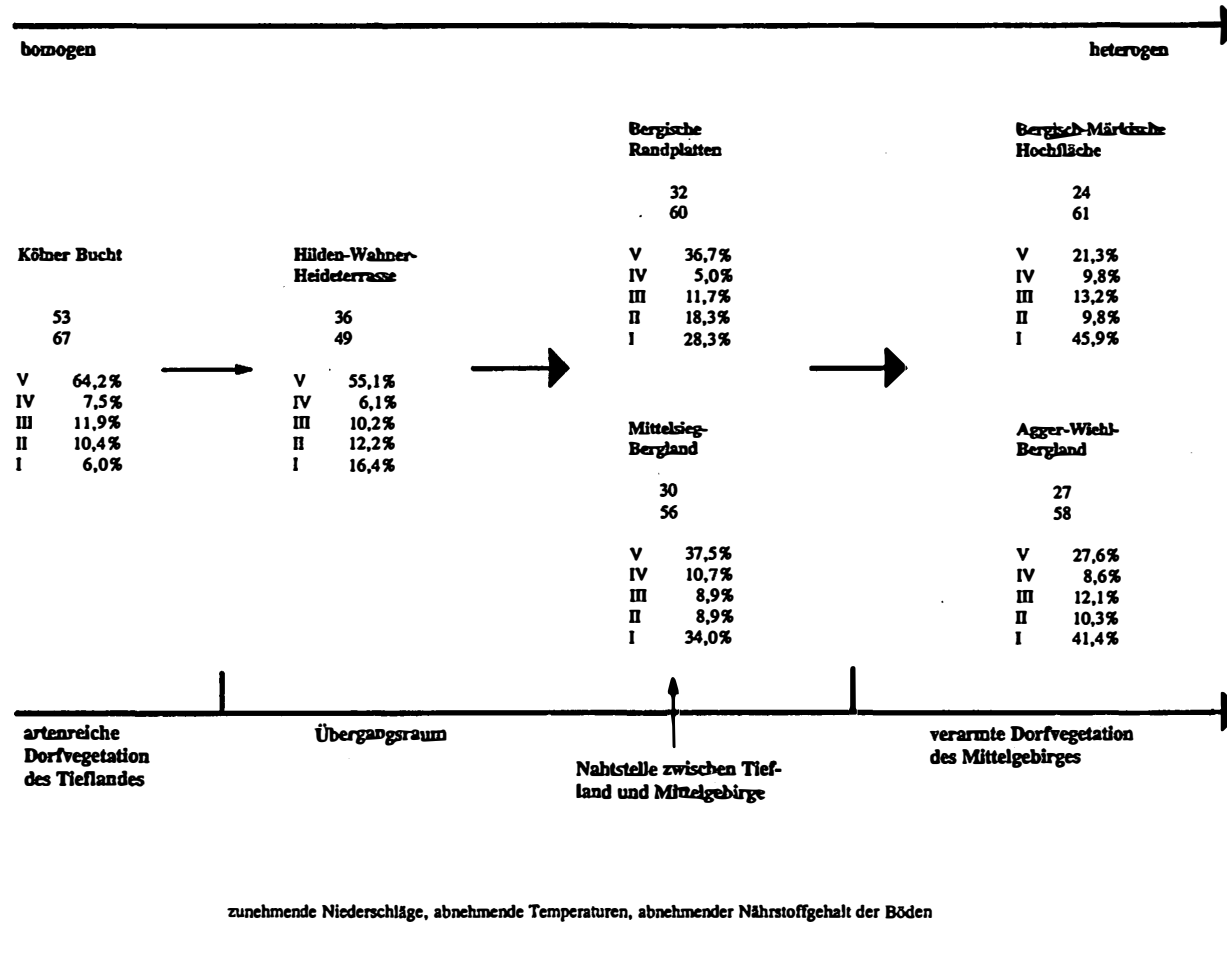 homogen
heterogen
Kölner Bucht
53
67
V 64,2%
IV 7,5%
III 11,9%
II 10,4%
I 6,0%
Hilden-Wahner-
Heideterrasse
36
49
V 55,1%
IV 6,1%
III 10,2%
II 12,2%
I 16,4%
Bergische
Randplatten
32
60
V 36,7%
IV 5,0%
III 11,7%
II 18,3%
I 28,3%
Mittelsieg-
Bergland
30
56
V 37,5%
IV 10,7%
III 8,9%
II 8,9%
I 34,0%
Bergisch-Märkische
Hochfläche
24
61
V 21,3%
IV 9,8%
III 13,2%
II 9,8%
I 45,9%
Agger-Wiehl-
Bergland
27
58
V 27,6%
IV 8,6%
III 12,1%
II 10,3%
I 41,4%
artenreiche
Dorfvegetation
des Tieflandes
Übergangsraum
Nahtstelle zwischen Tief-
land und Mittelgebirge
verarmte Dorfvegetation
des Mittelgebirges
zunehmende Niederschläge, abnehmende Temperaturen, abnehmender Nährstoffgehalt der Böden